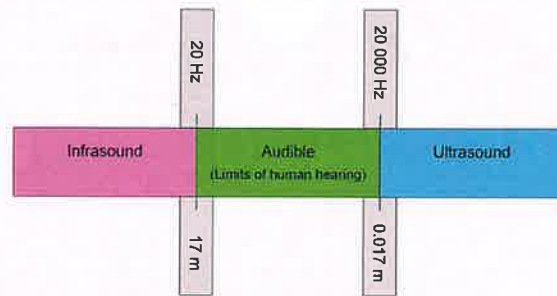 20 Hz
20 000 Hz
Infrasound
Audible
(Limits of human hearing)
Ultrasound
17 m
0.017 m